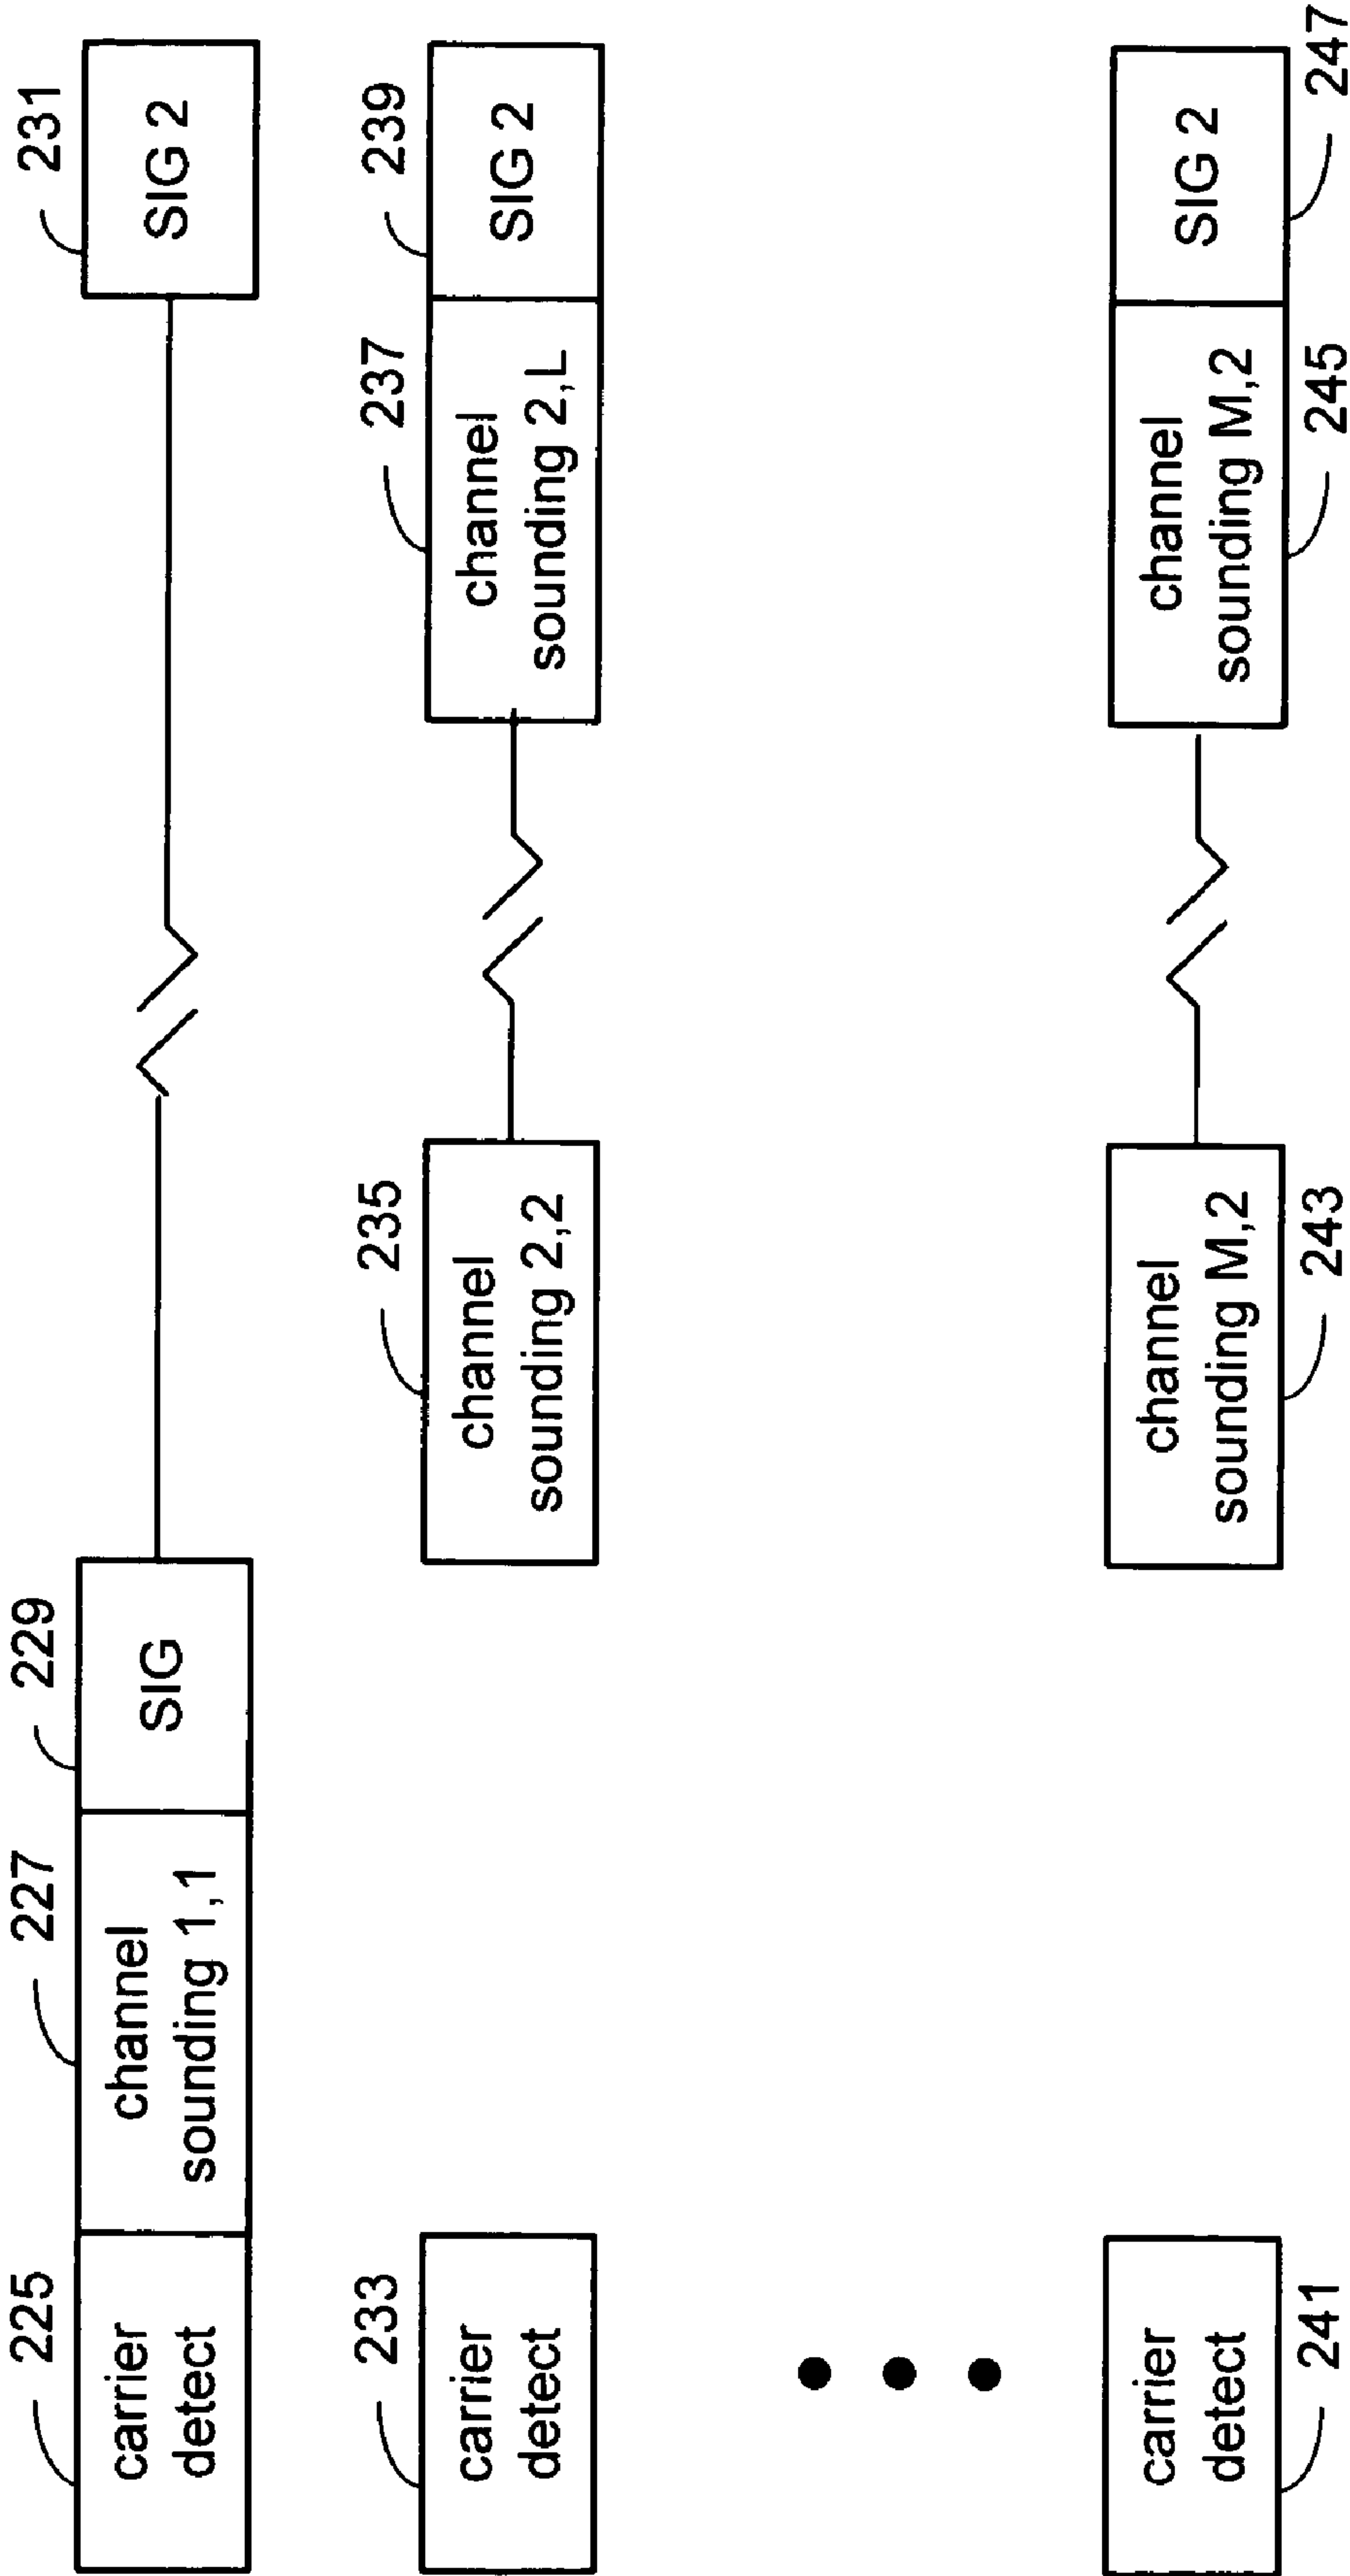 225
227
229
231
carrier
detect
channel
sounding 1,1
SIG
SIG 2
233
235
237
239
carrier
detect
channel
sounding 2,2
channel
sounding 2,L
SIG 2
carrier
detect
channel
sounding M,2
channel
sounding M,2
SIG 2
241
243
245
247